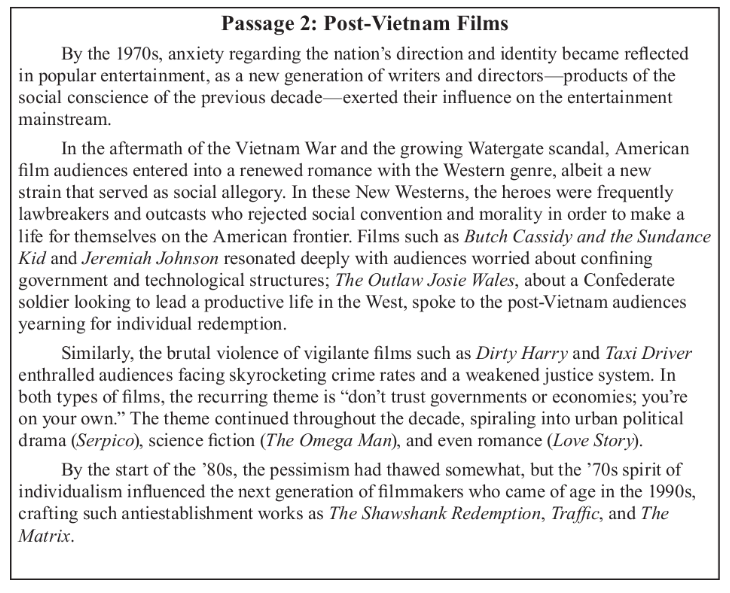 Passage 2: Post-Vietnam Films
By the 1970s, anxiety regarding the nation’s direction and identity became reflected
in popular entertainment, as a new generation of writers and directors—products of the
social conscience of the previous decade—exerted their influence on the entertainment
mainstream.
In the aftermath of the Vietnam War and the growing Watergate scandal, American
film audiences entered into a renewed romance with the Western genre, albeit a new
strain that served as social allegory. In these New Westerns, the heroes were frequently
lawbreakers and outcasts who rejected social convention and morality in order to make a
life for themselves on the American frontier. Films such as Butch Cassidy and the Sundance
Kid and Jeremiah Johnson resonated deeply with audiences worried about confining
government and technological structures; The Outlaw Josie Wales, about a Confederate
soldier looking to lead a productive life in the West, spoke to the post-Vietnam audiences
yearning for individual redemption.
Similarly, the brutal violence of vigilante films such as Dirty Harry and Taxi Driver
enthralled audiences facing skyrocketing crime rates and a weakened justice system. In
both types of films, the recurring theme is “don’t trust governments or economies; you’re
on your own.” The theme continued throughout the decade, spiraling into urban political
drama (Serpico), science fiction (The Omega Man), and even romance (Love Story).
By the start of the ’80s, the pessimism had thawed somewhat, but the ’70s spirit of
individualism influenced the next generation of filmmakers who came of age in the 1990s,
crafting such antiestablishment works as The Shawshank Redemption, Traffic, and The
Matrix.